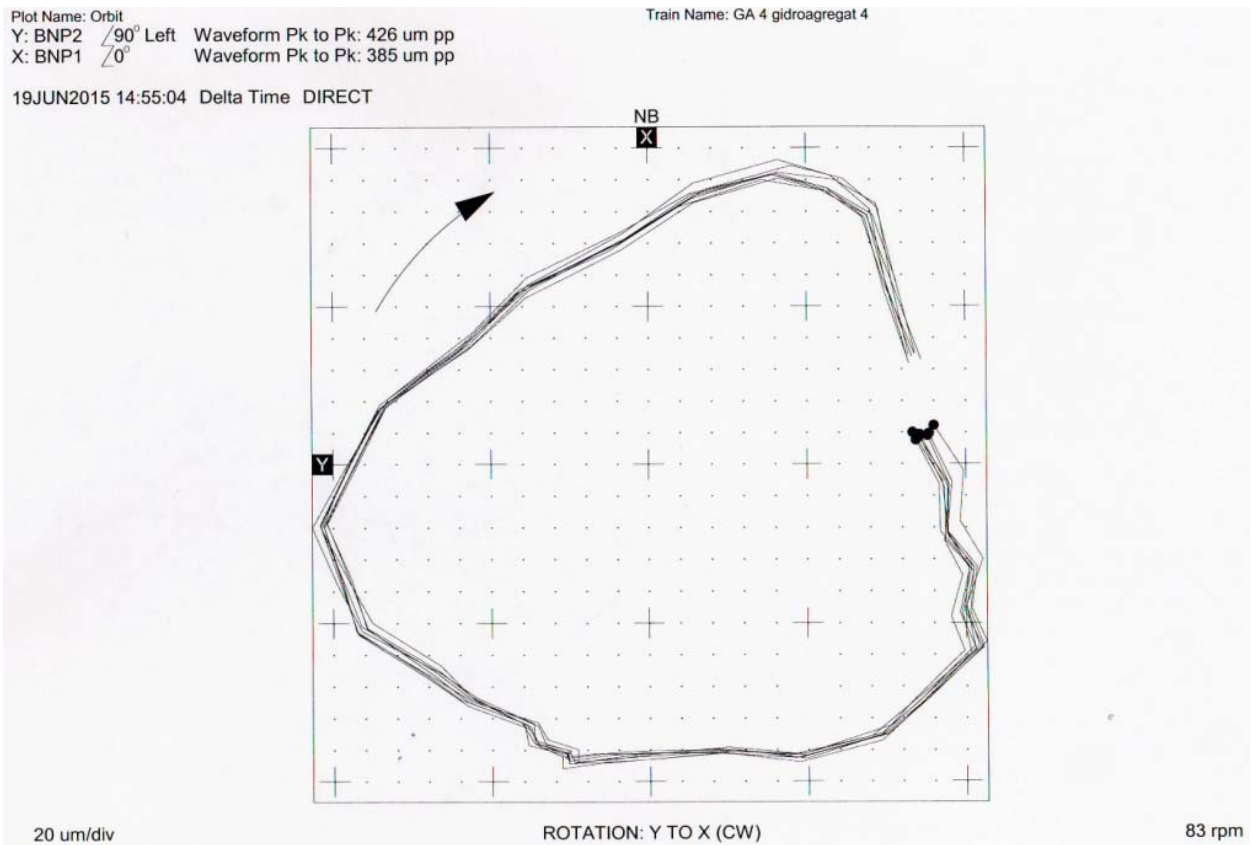 Plot Name: Orbit
Train Name: GA 4 gidroagregat 4
Y: BNP2 /90° Left Waveform Pk to Pk: 426 um pp
X: BNP1 /0° Waveform Pk to Pk: 385 um pp
19JUN2015 14:55:04 Delta Time DIRECT
NB
X
Y
20 um/div
ROTATION: Y TO X (CW)
83 rpm